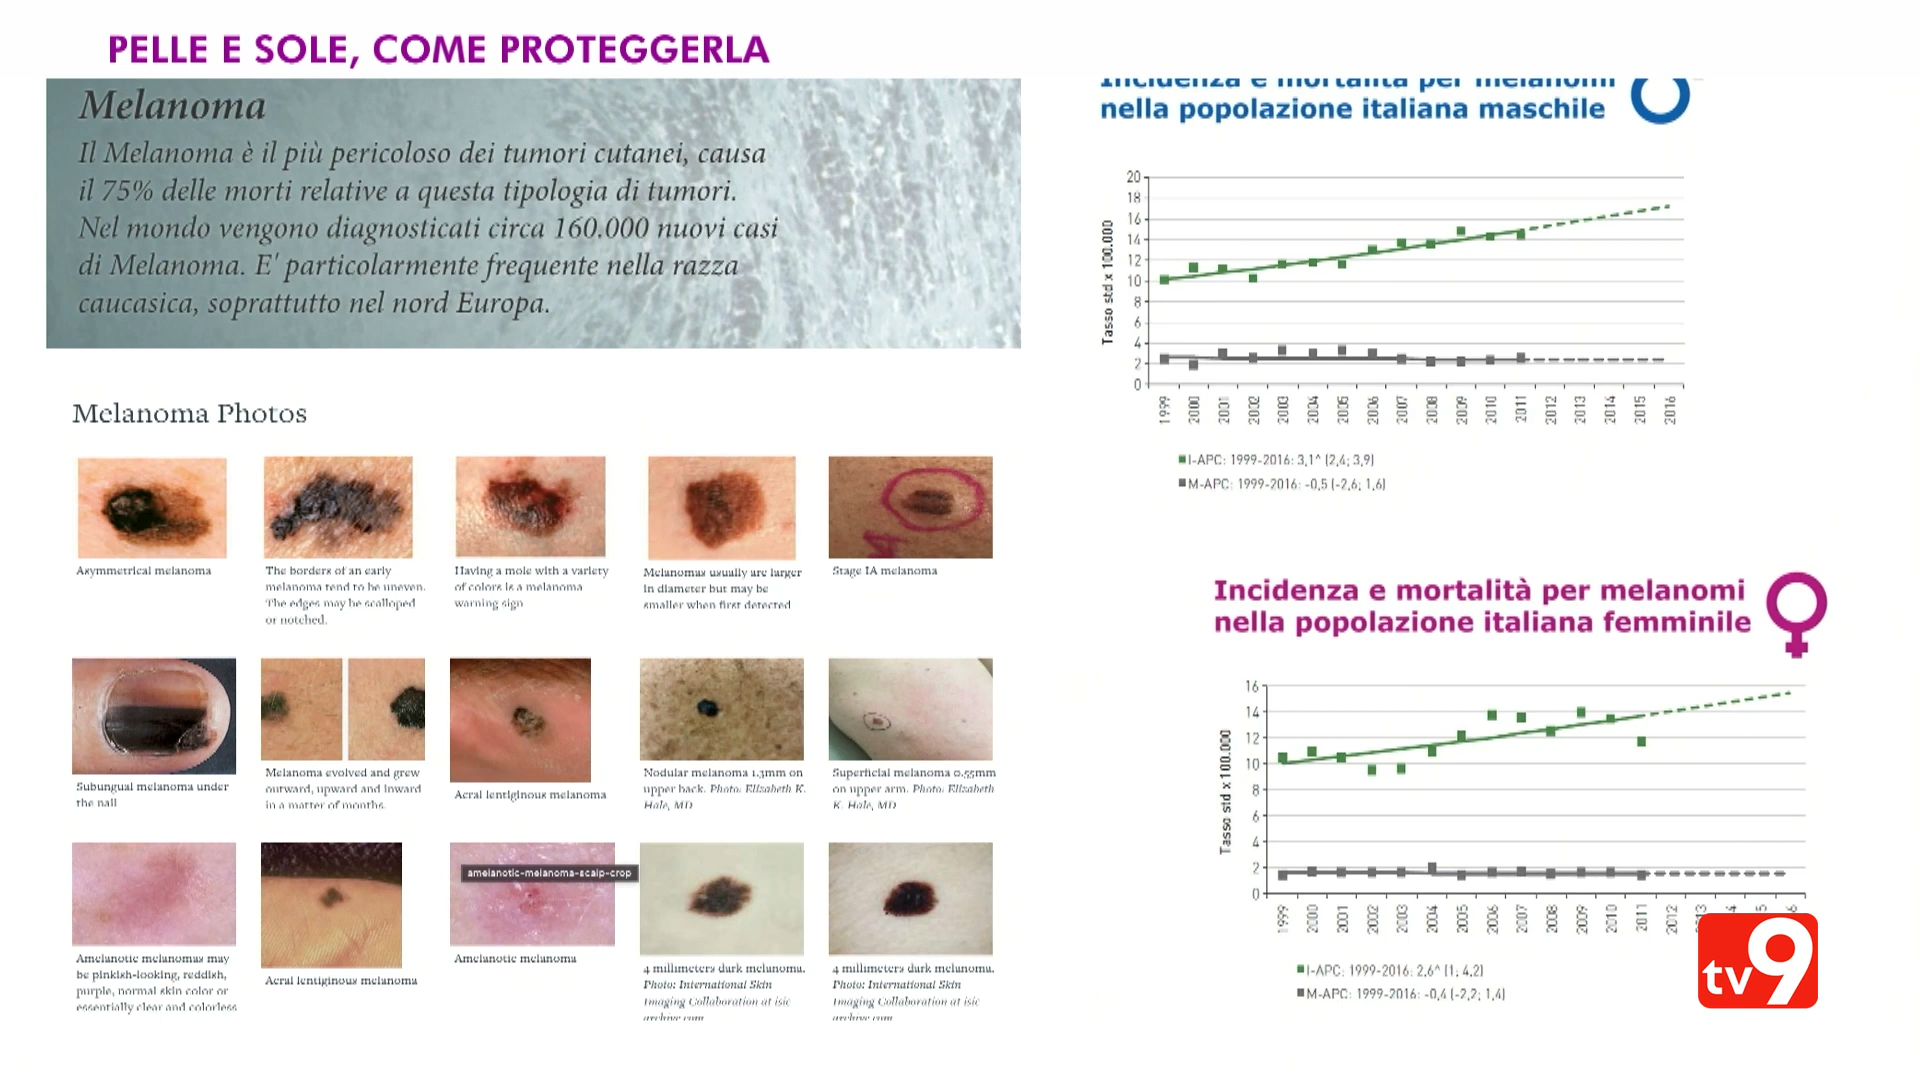 PELLE E SOLE, COME PROTEGGERLA
Melanoma
Il Melanoma è il più pericoloso dei tumori cutanei, causa
il 75% delle morti relative a questa tipologia di tumori.
Nel mondo vengono diagnosticati circa 160.000 nuovi casi
di Melanoma. E' particolarmente frequente nella razza
caucasica, soprattutto nel nord Europa.
Melanoma Photos
Asymmetrical melanoma
The borders of an early
melanoma tend to be uneven.
The edges may be scalloped
or notched.
Having a mole with a variety
of colors is a melanoma
warning sign
Melanomas usually are larger
in diameter but may be
smaller when first detected
Stage IA melanoma
Subungual melanoma under
the nail
Melanoma evolved and grew
outward, upward and inward
in a matter of months.
Acral lentiginous melanoma
Nodular melanoma 1.3mm on
upper back. Photo: Elizabeth K.
Hale, MD
Superficial melanoma 0.55mm
on upper arm. Photo: Elizabeth
K. Hale, MD
Amelanotic melanomas may
be pinkish-looking, reddish,
purple, normal skin color or
essentially clear and colorless
Acral lentiginous melanoma
amelanotic-melanoma-scalp-crop
Amelanotic melanoma
4 millimeters dark melanoma.
Photo: International Skin
Imaging Collaboration at isic
archive.com
4 millimeters dark melanoma.
Photo: International Skin
Imaging Collaboration at isic
archive.com
Incidenza e mortalità per melanomi
nella popolazione italiana maschile
Tasso std x 100.000
20
18
16
14
12
10
8
6
4
2
0
1999 2000 2001 2002 2003 2004 2005 2006 2007 2008 2009 2010 2011 2012 2013 2014 2015 2016
I-APC: 1999-2016: 3,1^ (2,4; 3,9)
M-APC: 1999-2016: -0,5 (-2,6; 1,6)
Incidenza e mortalità per melanomi
nella popolazione italiana femminile
Tasso std x 100.000
16
14
12
10
8
6
4
2
0
1999 2000 2001 2002 2003 2004 2005 2006 2007 2008 2009 2010 2011 2012 2013
I-APC: 1999-2016: 2,6^ (1; 4,2)
M-APC: 1999-2016: -0,4 (-2,2; 1,4)
tv9